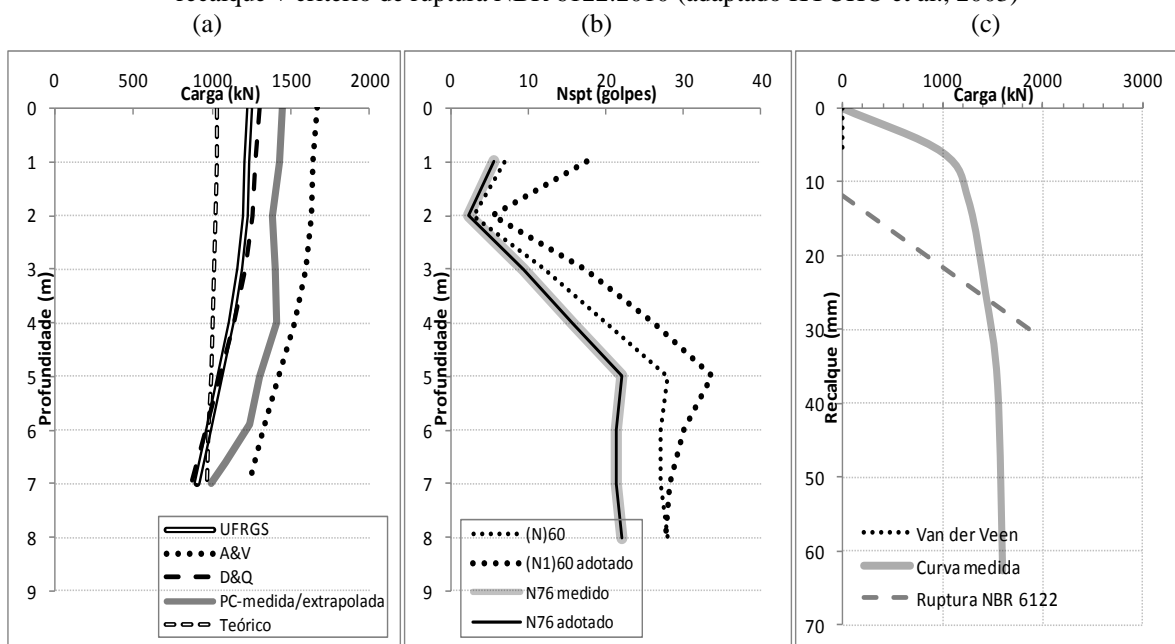 recalque v critério de ruptura NBR 6122:2010 (adaptado
et al., 2005)
(a) (b) (c)
0 500 1000 1500 2000
Carga (kN)
0
1
2
3
4
5
6
7
8
9
Profundidade (m)
UFRGS
A&V
D&Q
PC-medida/extrapolada
Teórico
0 10 20 30 40
Nspt (golpes)
0
1
2
3
4
5
6
7
8
9
Profundidade (m)
(N)60
(N1)60 adotado
N76 medido
N76 adotado
0 1000 2000 3000
Carga (kN)
0
10
20
30
40
50
60
70
Recalque (mm)
Van der Veen
Curva medida
Ruptura NBR 6122